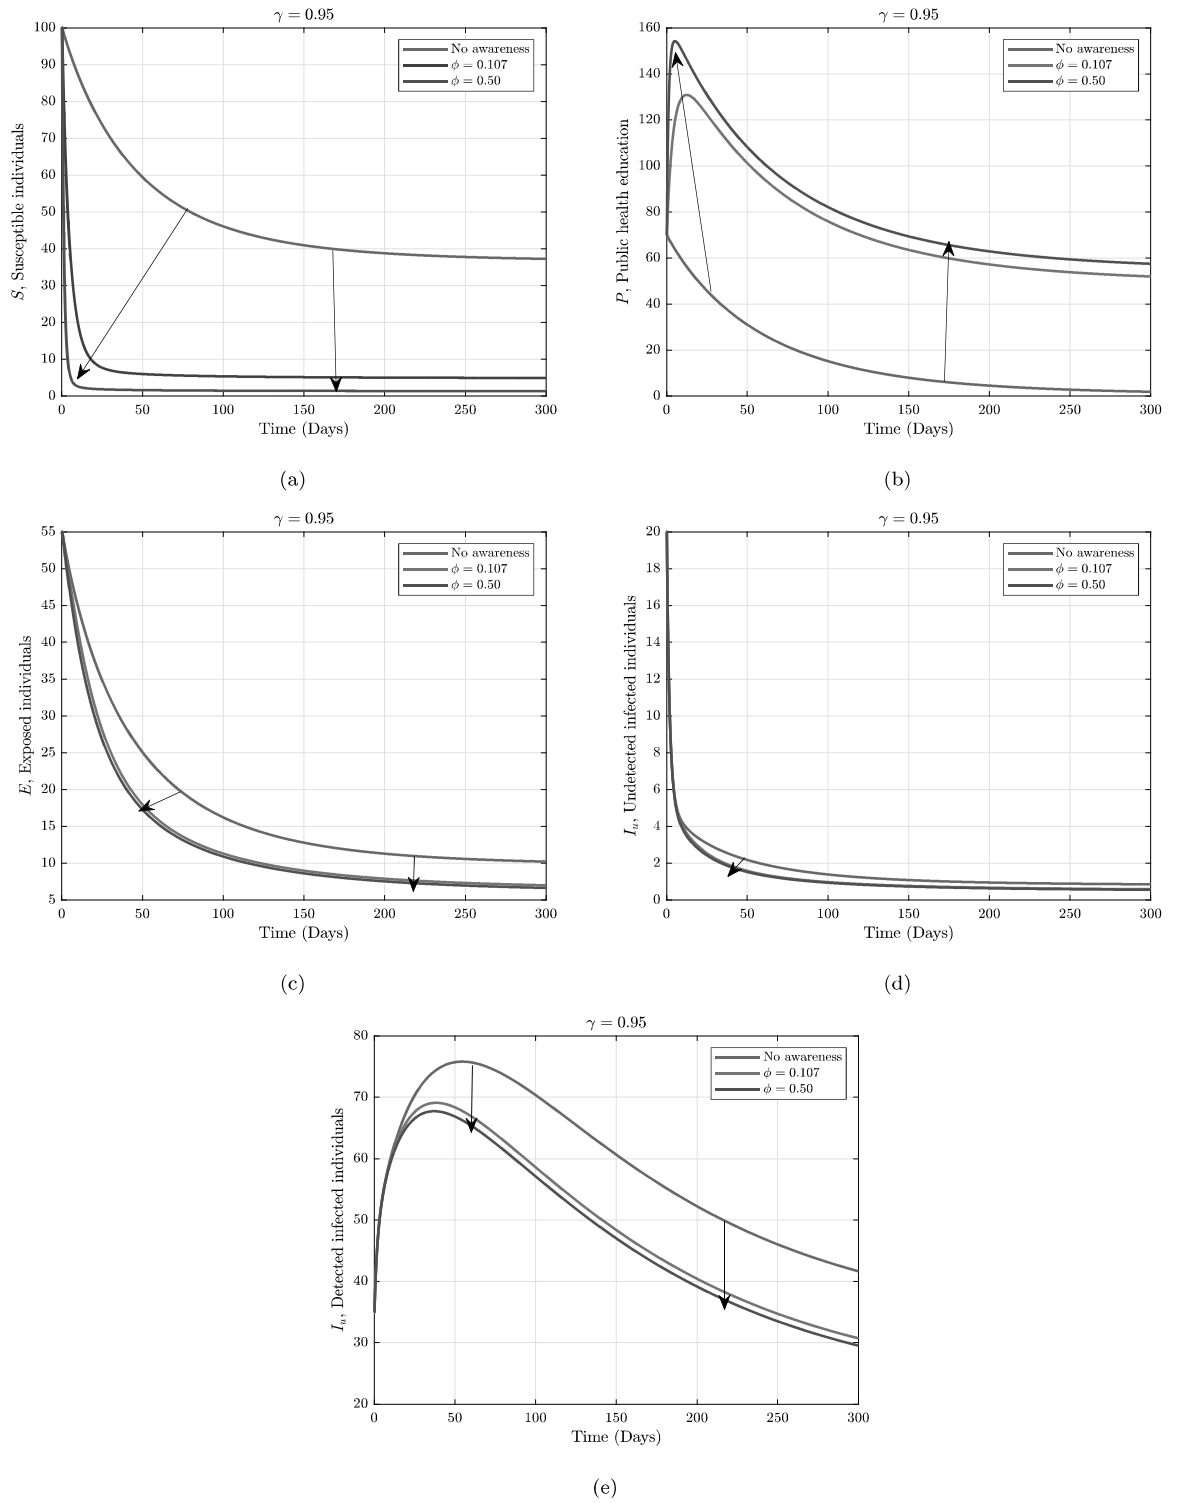 γ = 0.95
No awareness
ϕ = 0.107
ϕ = 0.50
S, Susceptible individuals
100
90
80
70
60
50
40
30
20
10
0
0 50 100 150 200 250 300
Time (Days)
(a)
γ = 0.95
No awareness
ϕ = 0.107
ϕ = 0.50
P, Public health education
160
140
120
100
80
60
40
20
0
0 50 100 150 200 250 300
Time (Days)
(b)
γ = 0.95
No awareness
ϕ = 0.107
ϕ = 0.50
E, Exposed individuals
55
50
45
40
35
30
25
20
15
10
5
0 50 100 150 200 250 300
Time (Days)
(c)
γ = 0.95
No awareness
ϕ = 0.107
ϕ = 0.50
I_u, Undetected infected individuals
20
18
16
14
12
10
8
6
4
2
0
0 50 100 150 200 250 300
Time (Days)
(d)
γ = 0.95
No awareness
ϕ = 0.107
ϕ = 0.50
I_u, Detected infected individuals
80
70
60
50
40
30
20
0 50 100 150 200 250 300
Time (Days)
(e)